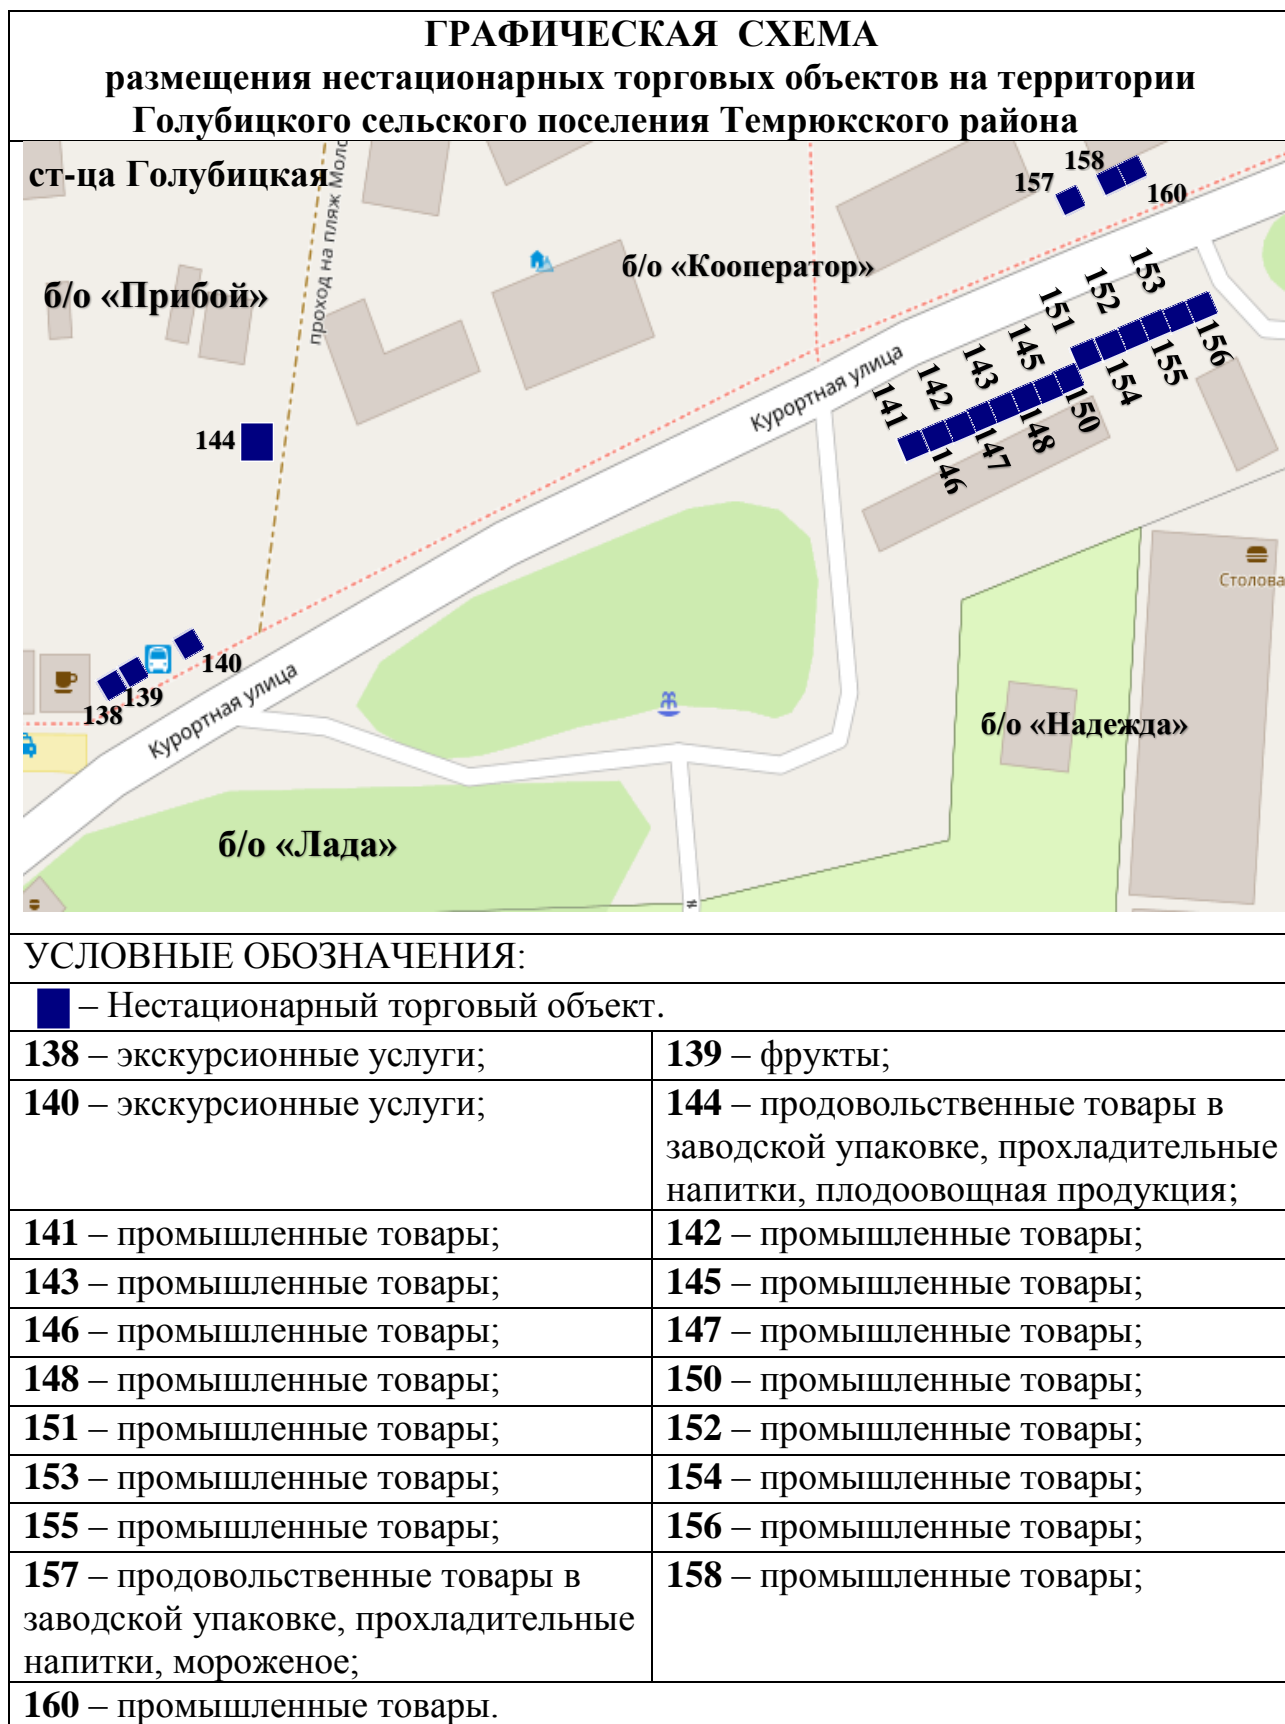 ГРАФИЧЕСКАЯ СХЕМА
размещения нестационарных торговых объектов на территории
Голубицкого сельского поселения Темрюкского района
ст-ца Голубицкая
проход на пляж Моло
158
157
160
б/о «Кооператор»
б/о «Прибой»
153
152
151
145
143
142
141
156
155
154
150
148
147
146
Курортная улица
144
Столова
140
139
138
Курортная улица
б/о «Надежда»
б/о «Лада»
УСЛОВНЫЕ ОБОЗНАЧЕНИЯ:
– Нестационарный торговый объект.
138 – экскурсионные услуги;
139 – фрукты;
140 – экскурсионные услуги;
144 – продовольственные товары в
заводской упаковке, прохладительные
напитки, плодоовощная продукция;
141 – промышленные товары;
142 – промышленные товары;
143 – промышленные товары;
145 – промышленные товары;
146 – промышленные товары;
147 – промышленные товары;
148 – промышленные товары;
150 – промышленные товары;
151 – промышленные товары;
152 – промышленные товары;
153 – промышленные товары;
154 – промышленные товары;
155 – промышленные товары;
156 – промышленные товары;
157 – продовольственные товары в
заводской упаковке, прохладительные
напитки, мороженое;
158 – промышленные товары;
160 – промышленные товары.